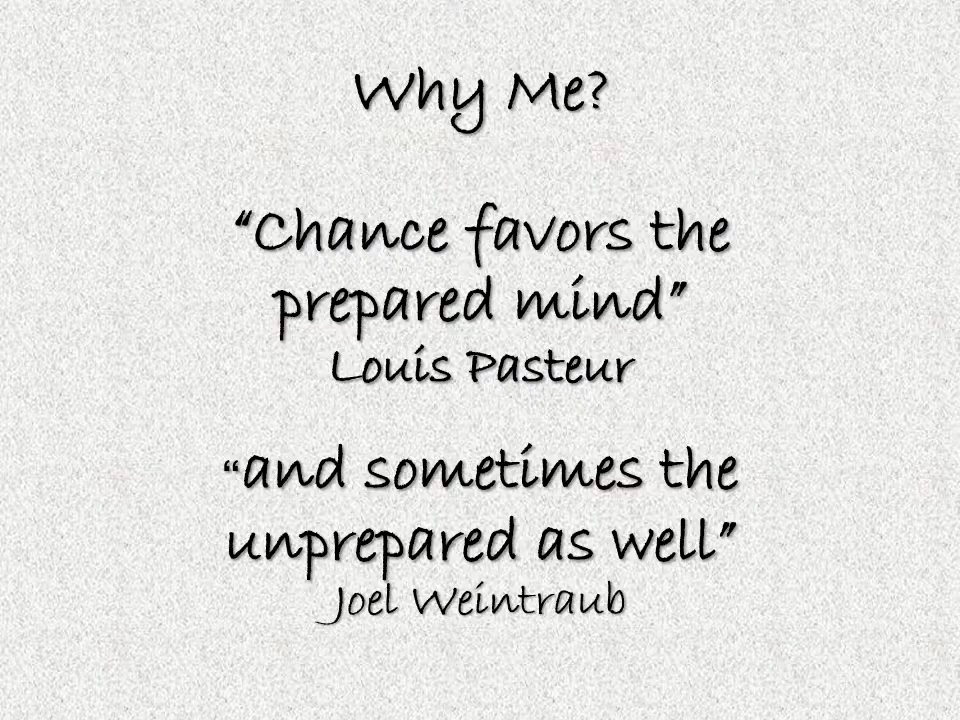 Why Me?
“Chance favors the
prepared mind”
Louis Pasteur
“and sometimes the
unprepared as well”
Joel Weintraub